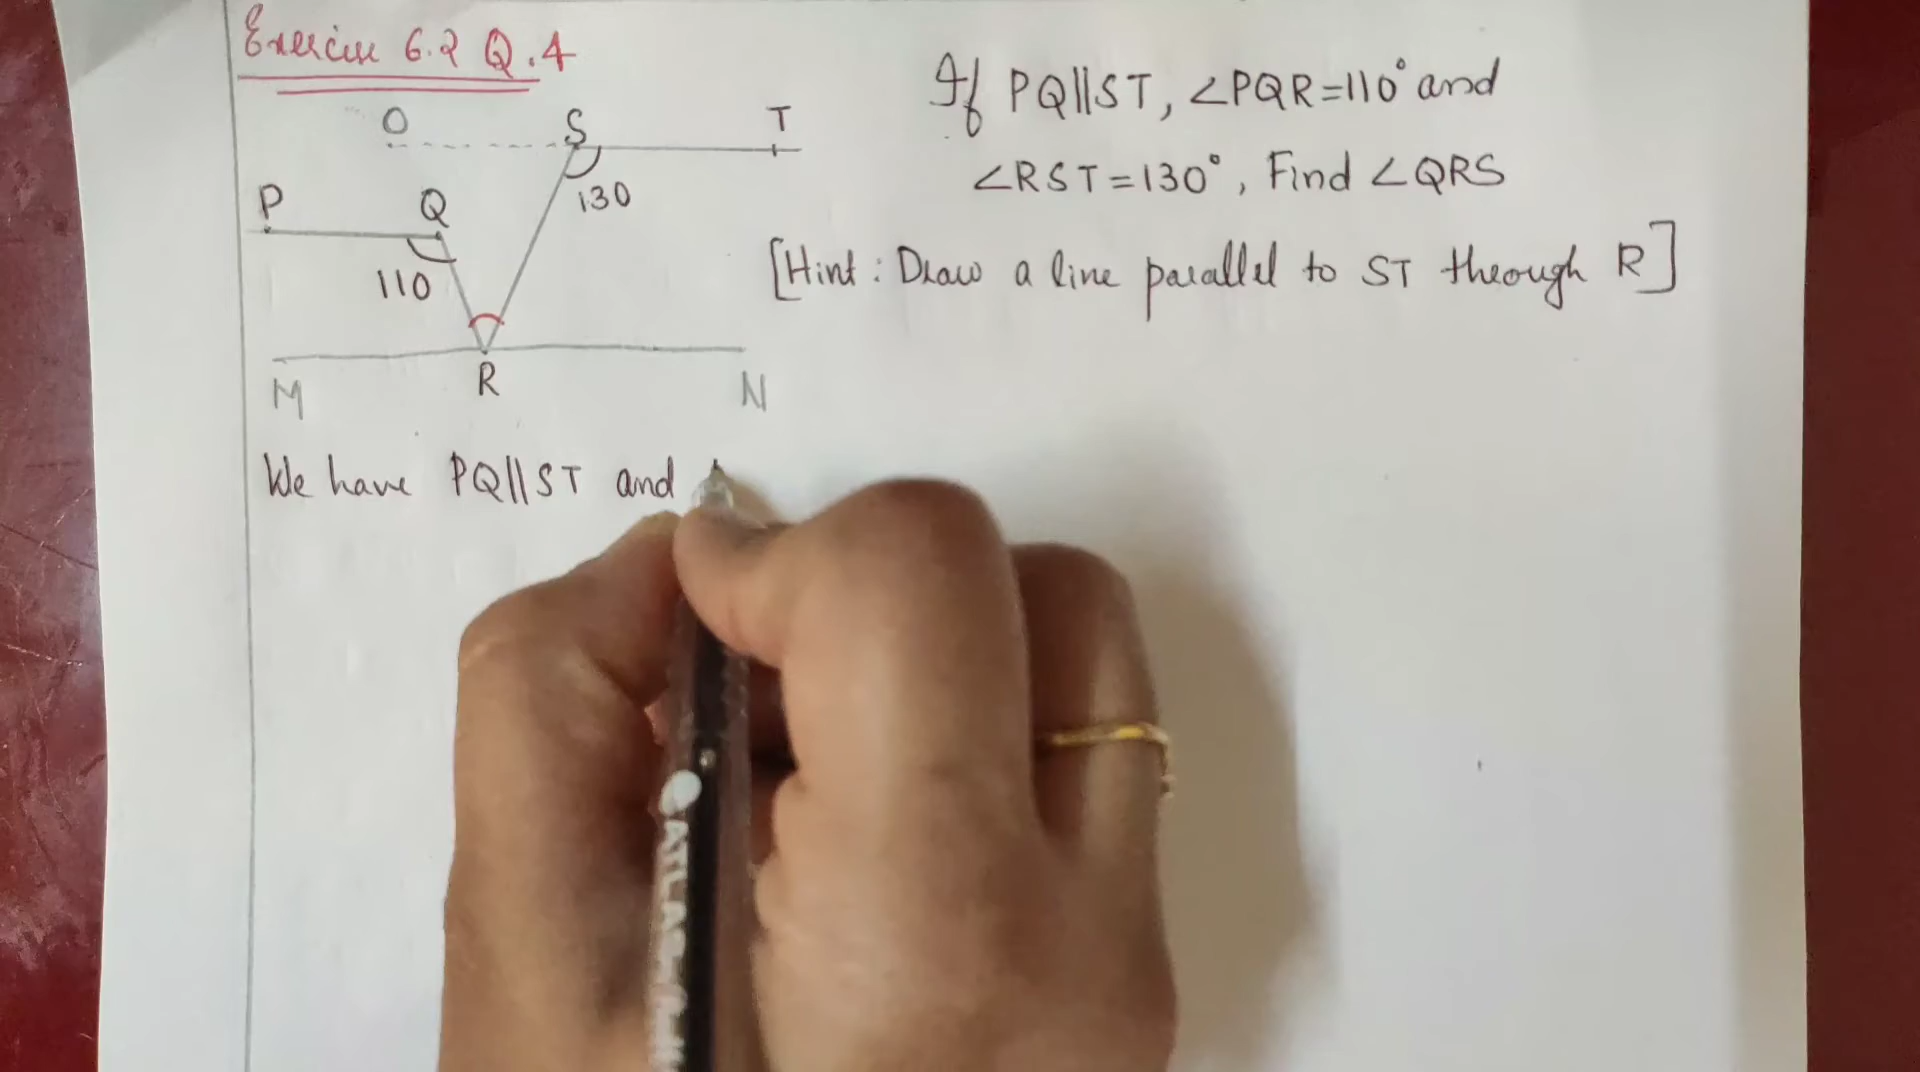 Exercise 6.2 Q.4
If PQ||ST, ∠PQR=110° and
∠RST=130°, Find ∠QRS
[Hint : Draw a line parallel to ST through R]
O S T
130
P Q
110
R
M N
We have PQ||ST and
ATLAS